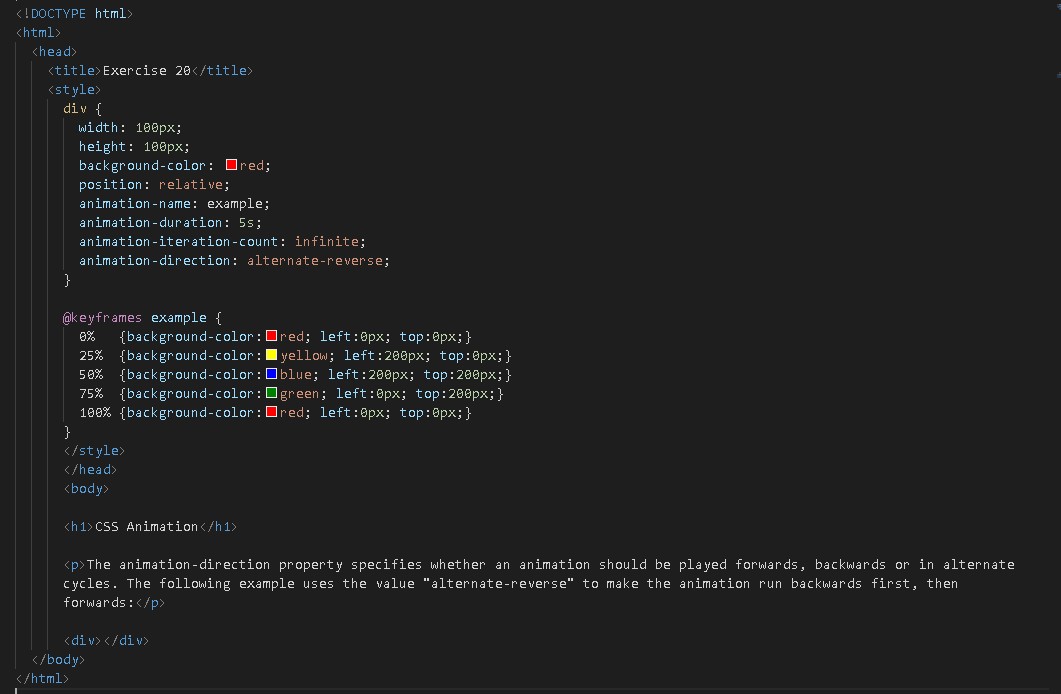 <!DOCTYPE html>
<html>
  <head>
    <title>Exercise 20</title>
    <style>
      div {
        width: 100px;
        height: 100px;
        background-color: red;
        position: relative;
        animation-name: example;
        animation-duration: 5s;
        animation-iteration-count: infinite;
        animation-direction: alternate-reverse;
      }

      @keyframes example {
        0%   {background-color:red; left:0px; top:0px;}
        25%  {background-color:yellow; left:200px; top:0px;}
        50%  {background-color:blue; left:200px; top:200px;}
        75%  {background-color:green; left:0px; top:200px;}
        100% {background-color:red; left:0px; top:0px;}
      }
      </style>
      </head>
      <body>

      <h1>CSS Animation</h1>

      <p>The animation-direction property specifies whether an animation should be played forwards, backwards or in alternate
      cycles. The following example uses the value "alternate-reverse" to make the animation run backwards first, then
      forwards:</p>

      <div></div>
  </body>
</html>